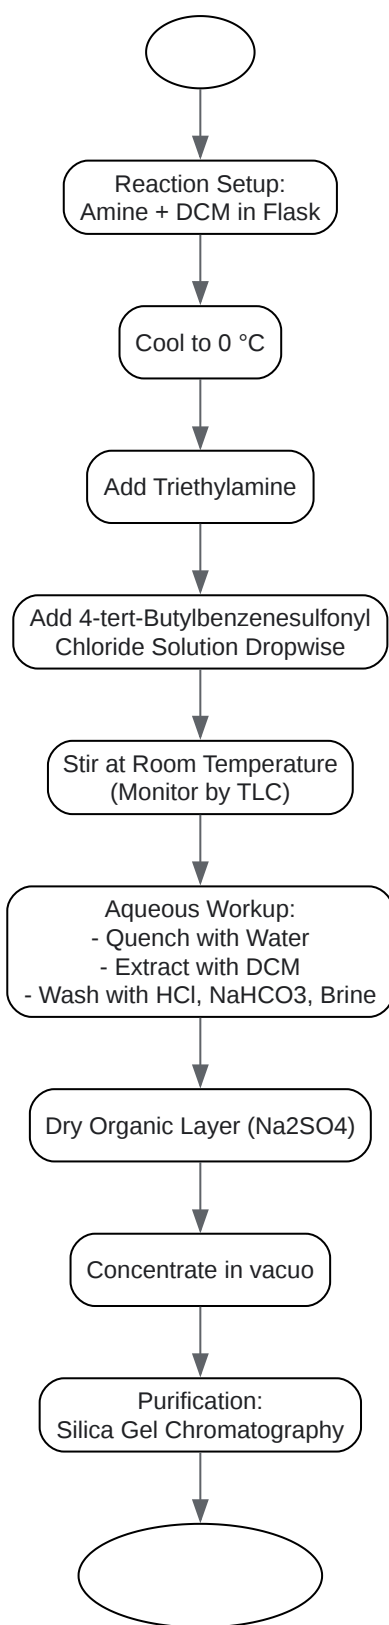 Reaction Setup:
Amine + DCM in Flask
Cool to 0 °C
Add Triethylamine
Add 4-tert-Butylbenzenesulfonyl
Chloride Solution Dropwise
Stir at Room Temperature
(Monitor by TLC)
Aqueous Workup:
- Quench with Water
- Extract with DCM
- Wash with HCl, NaHCO3, Brine
Dry Organic Layer (Na2SO4)
Concentrate in vacuo
Purification:
Silica Gel Chromatography